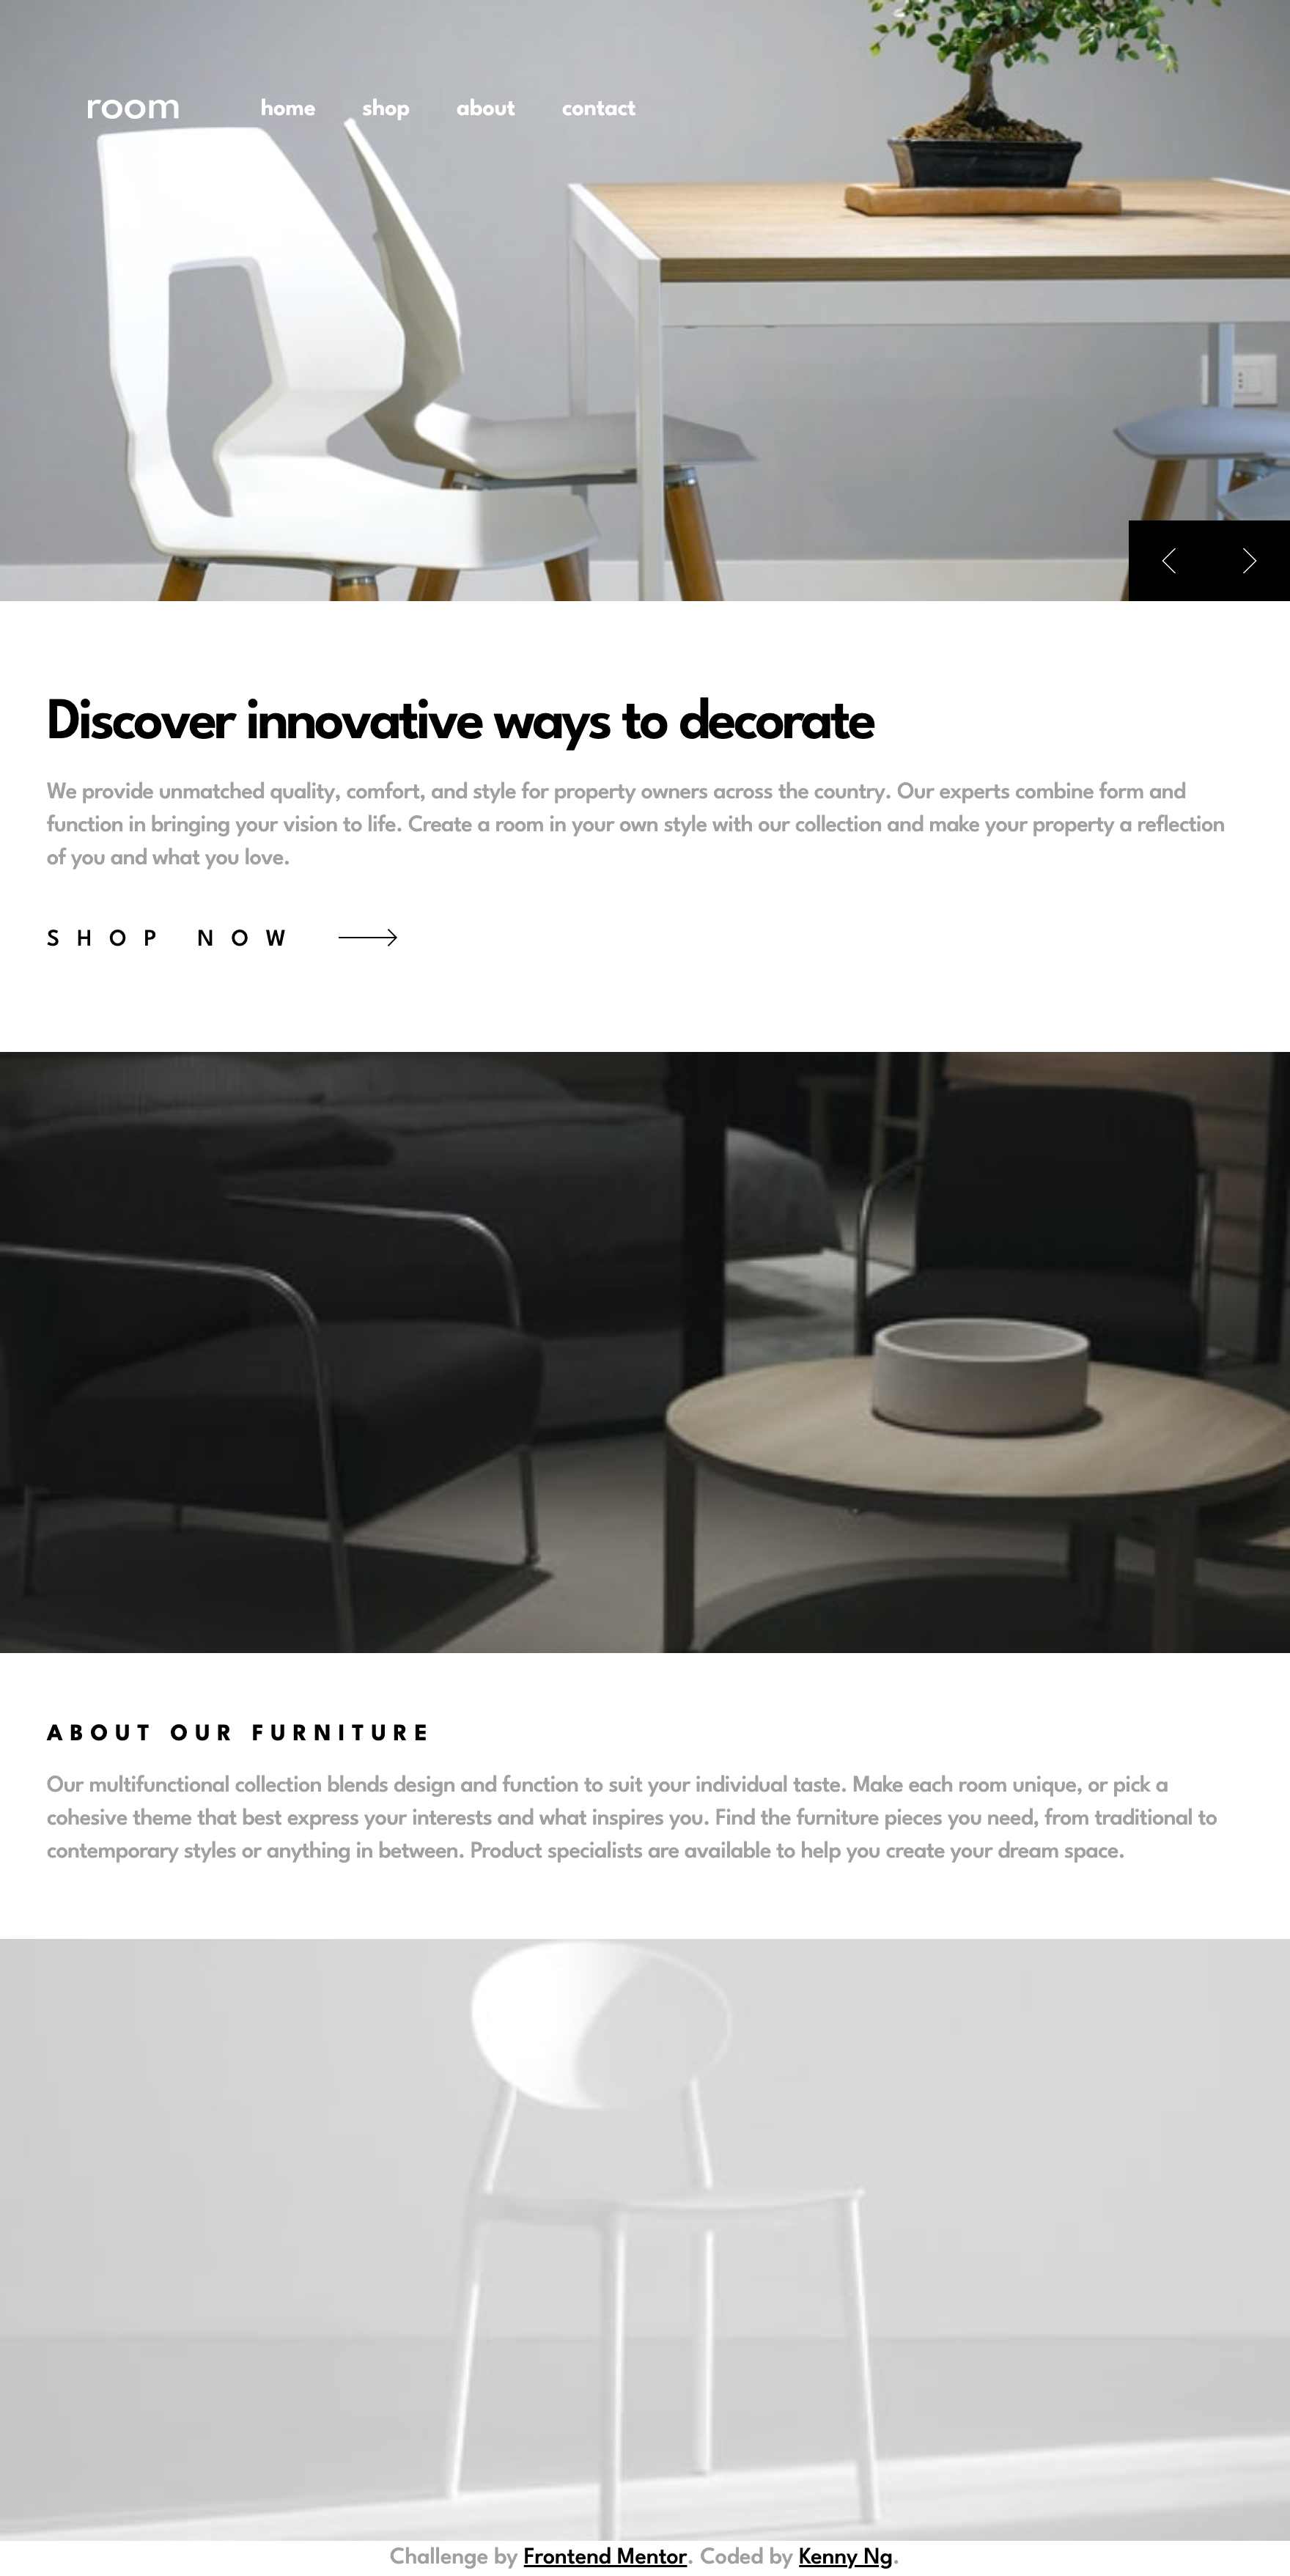 room home shop about contact
Discover innovative ways to decorate
We provide unmatched quality, comfort, and style for property owners across the country. Our experts combine form and
function in bringing your vision to life. Create a room in your own style with our collection and make your property a reflection
of you and what you love.
SHOP NOW
ABOUT OUR FURNITURE
Our multifunctional collection blends design and function to suit your individual taste. Make each room unique, or pick a
cohesive theme that best express your interests and what inspires you. Find the furniture pieces you need, from traditional to
contemporary styles or anything in between. Product specialists are available to help you create your dream space.
Challenge by Frontend Mentor. Coded by Kenny Ng.